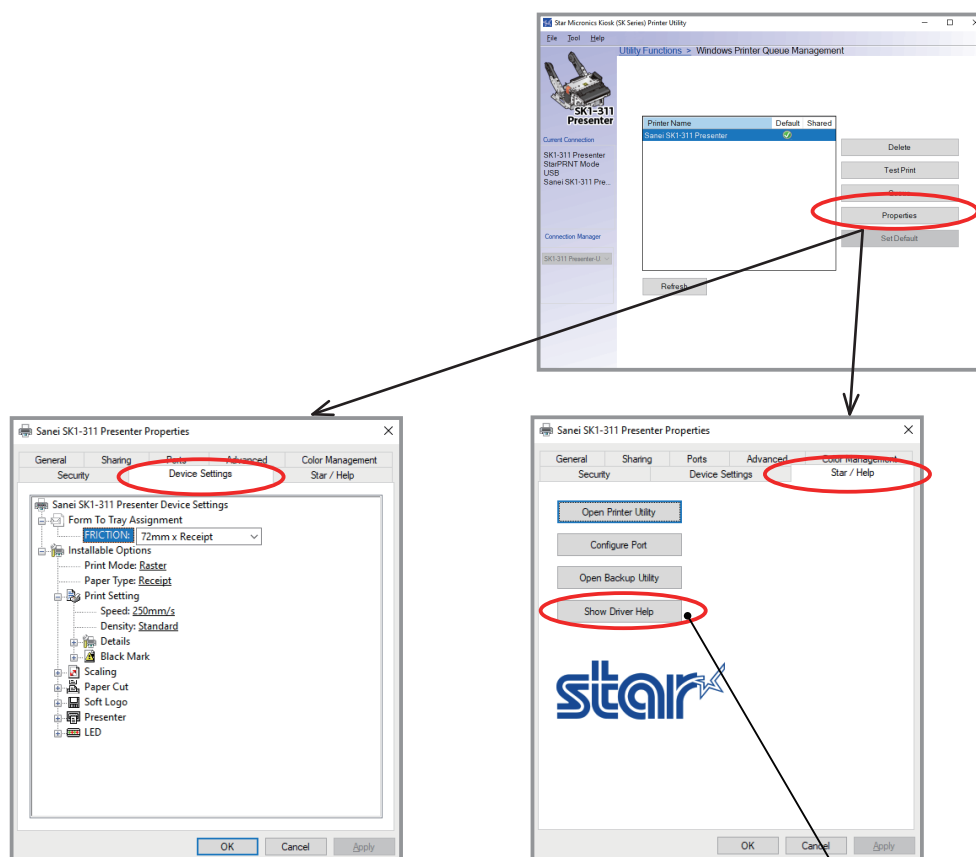 Star Micronics Kiosk (SK Series) Printer Utility
File Tool Help
Utility Functions > Windows Printer Queue Management
SK1-311
Presenter
Current Connection
SK1-311 Presenter
StarPRNT Mode
USB
Sanei SK1-311 Pre...
Connection Manager
SK1-311 Presenter-U.
Printer Name Default Shared
Sanei SK1-311 Presenter
Delete
Test Print
Properties
Set Default
Refresh
Sanei SK1-311 Presenter Properties
General Sharing Ports Advanced Color Management
Security Device Settings Star / Help
Sanei SK1-311 Presenter Device Settings
Form To Tray Assignment
FRICTION: 72mm x Receipt
Installable Options
Print Mode: Raster
Paper Type: Receipt
Print Setting
Speed: 250mm/s
Density: Standard
Details
Black Mark
Scaling
Paper Cut
Soft Logo
Presenter
LED
OK Cancel Apply
Sanei SK1-311 Presenter Properties
General Sharing Ports Advanced Color Management
Security Device Settings Star / Help
Open Printer Utility
Configure Port
Open Backup Utility
Show Driver Help
star
OK Cancel Apply